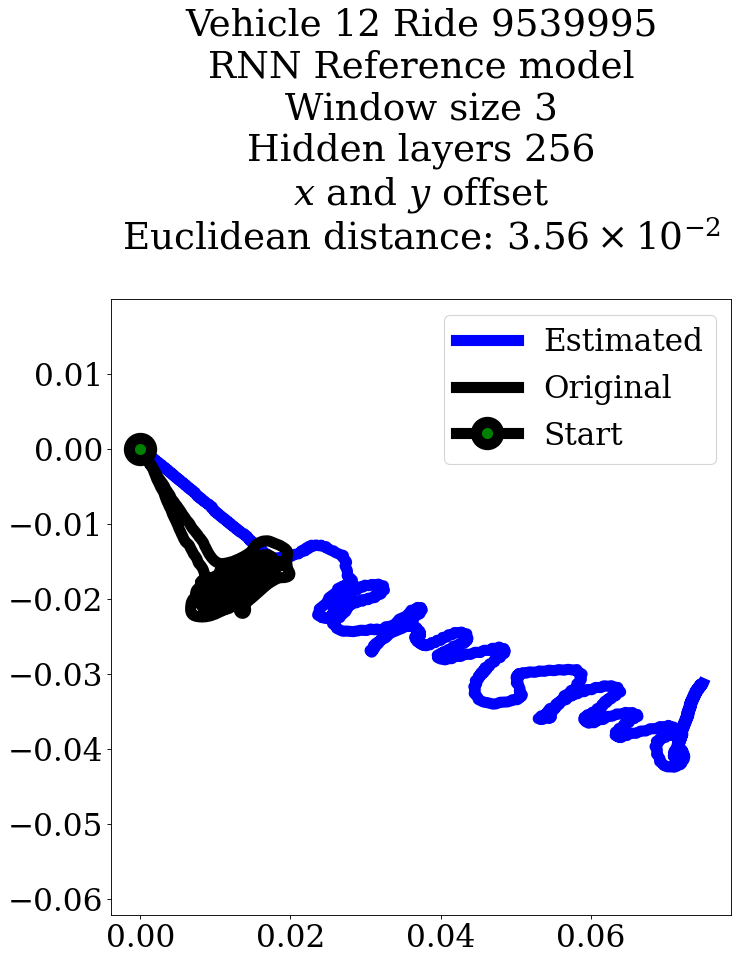 Vehicle 12 Ride 9539995
RNN Reference model
Window size 3
Hidden layers 256
x and y offset
Euclidean distance: 3.56 × 10⁻²
Estimated
Original
Start
0.01
0.00
−0.01
−0.02
−0.03
−0.04
−0.05
−0.06
0.00 0.02 0.04 0.06